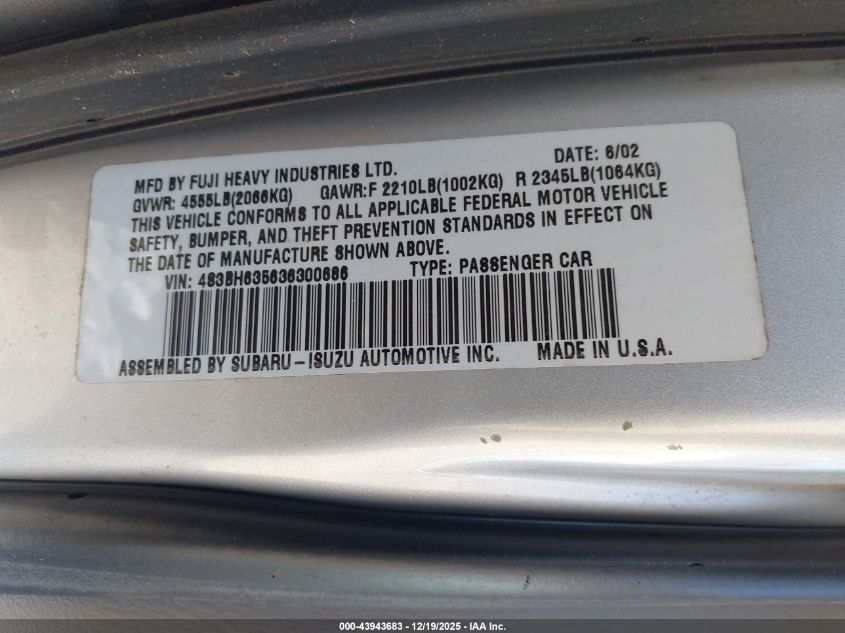 MFD BY FUJI HEAVY INDUSTRIES LTD. DATE: 6/02
GVWR: 4555LB(2066KG) GAWR:F 2210LB(1002KG) R 2345LB(1064KG)
THIS VEHICLE CONFORMS TO ALL APPLICABLE FEDERAL MOTOR VEHICLE
SAFETY, BUMPER, AND THEFT PREVENTION STANDARDS IN EFFECT ON
THE DATE OF MANUFACTURE SHOWN ABOVE.
VIN: 4S3BH635636300686 TYPE: PASSENGER CAR
ASSEMBLED BY SUBARU-ISUZU AUTOMOTIVE INC. MADE IN U.S.A.
000-43943683 - 12/19/2025 - IAA Inc.